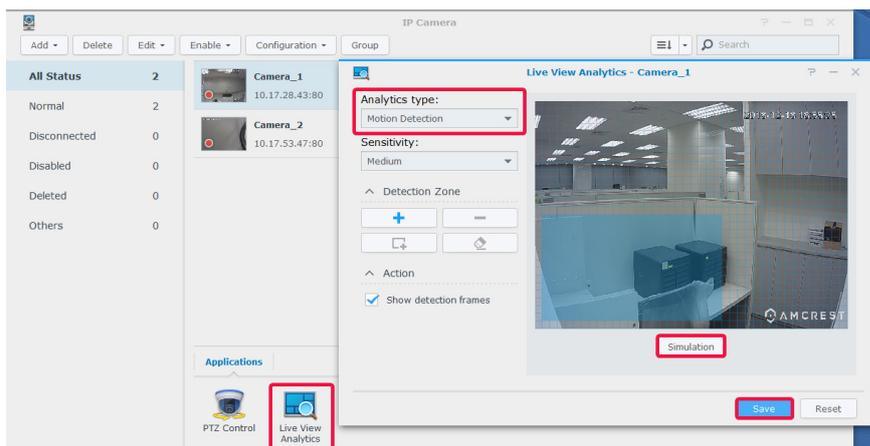 IP Camera
Add
Delete
Edit
Enable
Configuration
Group
Search
All Status 2
Normal 2
Disconnected 0
Disabled 0
Deleted 0
Others 0
Camera_1
10.17.28.43:80
Camera_2
10.17.53.47:80
Applications
PTZ Control
Live View
Analytics
Live View Analytics - Camera_1
Analytics type:
Motion Detection
Sensitivity:
Medium
Detection Zone
Action
Show detection frames
AMCREST
Simulation
Save
Reset